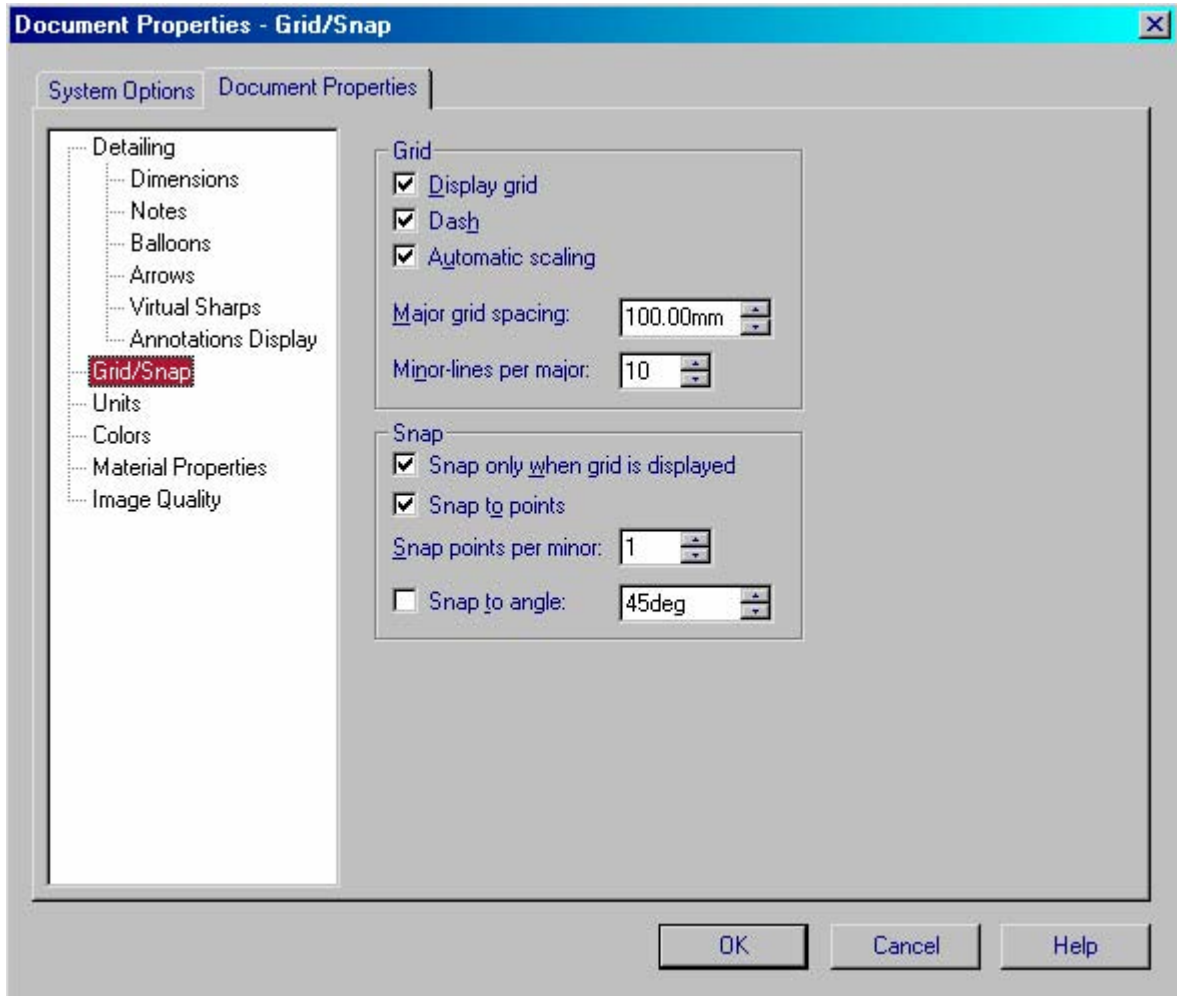 Document Properties - Grid/Snap
System Options
Document Properties
Detailing
Dimensions
Notes
Balloons
Arrows
Virtual Sharps
Annotations Display
Grid/Snap
Units
Colors
Material Properties
Image Quality
Grid
Display grid
Dash
Automatic scaling
Major grid spacing: 100.00mm
Minor-lines per major: 10
Snap
Snap only when grid is displayed
Snap to points
Snap points per minor: 1
Snap to angle: 45deg
OK
Cancel
Help